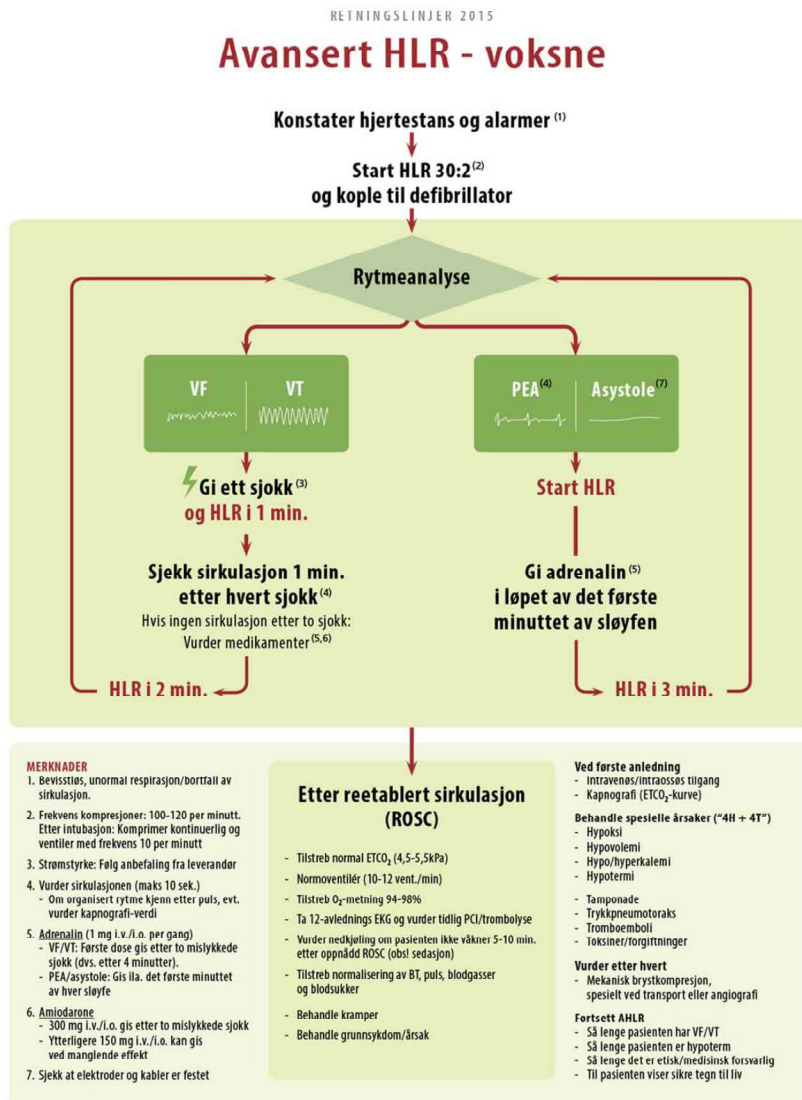 RETNINGSLINJER 2015
Avansert HLR - voksne
Konstater hjertestans og alarmer (1)
Start HLR 30:2 (2)
og kople til defibrillator
Rytmeanalyse
VF
VT
PEA (4)
Asystole (7)
Gi ett sjokk (3)
og HLR i 1 min.
Sjekk sirkulasjon 1 min.
etter hvert sjokk (4)
Hvis ingen sirkulasjon etter to sjokk:
Vurder medikamenter (5,6)
HLR i 2 min.
Start HLR
Gi adrenalin (5)
i løpet av det første
minuttet av sløyfen
HLR i 3 min.
MERKNADER
1. Bevisstløs, unormal respirasjon/bortfall av
sirkulasjon.
2. Frekvens kompresjoner: 100-120 per minutt.
Etter intubasjon: Komprimer kontinuerlig og
ventiler med frekvens 10 per minutt
3. Strømstyrke: Følg anbefaling fra leverandør
4. Vurder sirkulasjonen (maks 10 sek.)
- Om organisert rytme kjenn etter puls, evt.
vurder kapnografi-verdi
5. Adrenalin (1 mg i.v./i.o. per gang)
- VF/VT: Første dose gis etter to mislykkede
sjokk (dvs. etter 4 minutter).
- PEA/asystole: Gis ila. det første minuttet
av hver sløyfe
6. Amiodarone
- 300 mg i.v./i.o. gis etter to mislykkede sjokk
- Ytterligere 150 mg i.v./i.o. kan gis
ved manglende effekt
7. Sjekk at elektroder og kabler er festet
Etter reetablert sirkulasjon
(ROSC)
- Tilstreb normal ETCO₂ (4,5-5,5kPa)
- Normoventilér (10-12 vent./min)
- Tilstreb O₂-metning 94-98%
- Ta 12-avlednings EKG og vurder tidlig PCI/trombolyse
- Vurder nedkjøling om pasienten ikke våkner 5-10 min.
etter oppnådd ROSC (obs! sedasjon)
- Tilstreb normalisering av BT, puls, blodgasser
og blodsukker
- Behandle kramper
- Behandle grunnsykdom/årsak
Ved første anledning
- Intravenøs/intraossøs tilgang
- Kapnografi (ETCO₂-kurve)
Behandle spesielle årsaker ("4H + 4T")
- Hypoksi
- Hypovolemi
- Hypo/hyperkalemi
- Hypotermi
- Tamponade
- Trykkpneumotoraks
- Tromboemboli
- Toksiner/forgiftninger
Vurder etter hvert
- Mekanisk brystkompresjon,
spesielt ved transport eller angiografi
Fortsett AHLR
- Så lenge pasienten har VF/VT
- Så lenge pasienten er hypoterm
- Så lenge det er etisk/medisinsk forsvarlig
- Til pasienten viser sikre tegn til liv